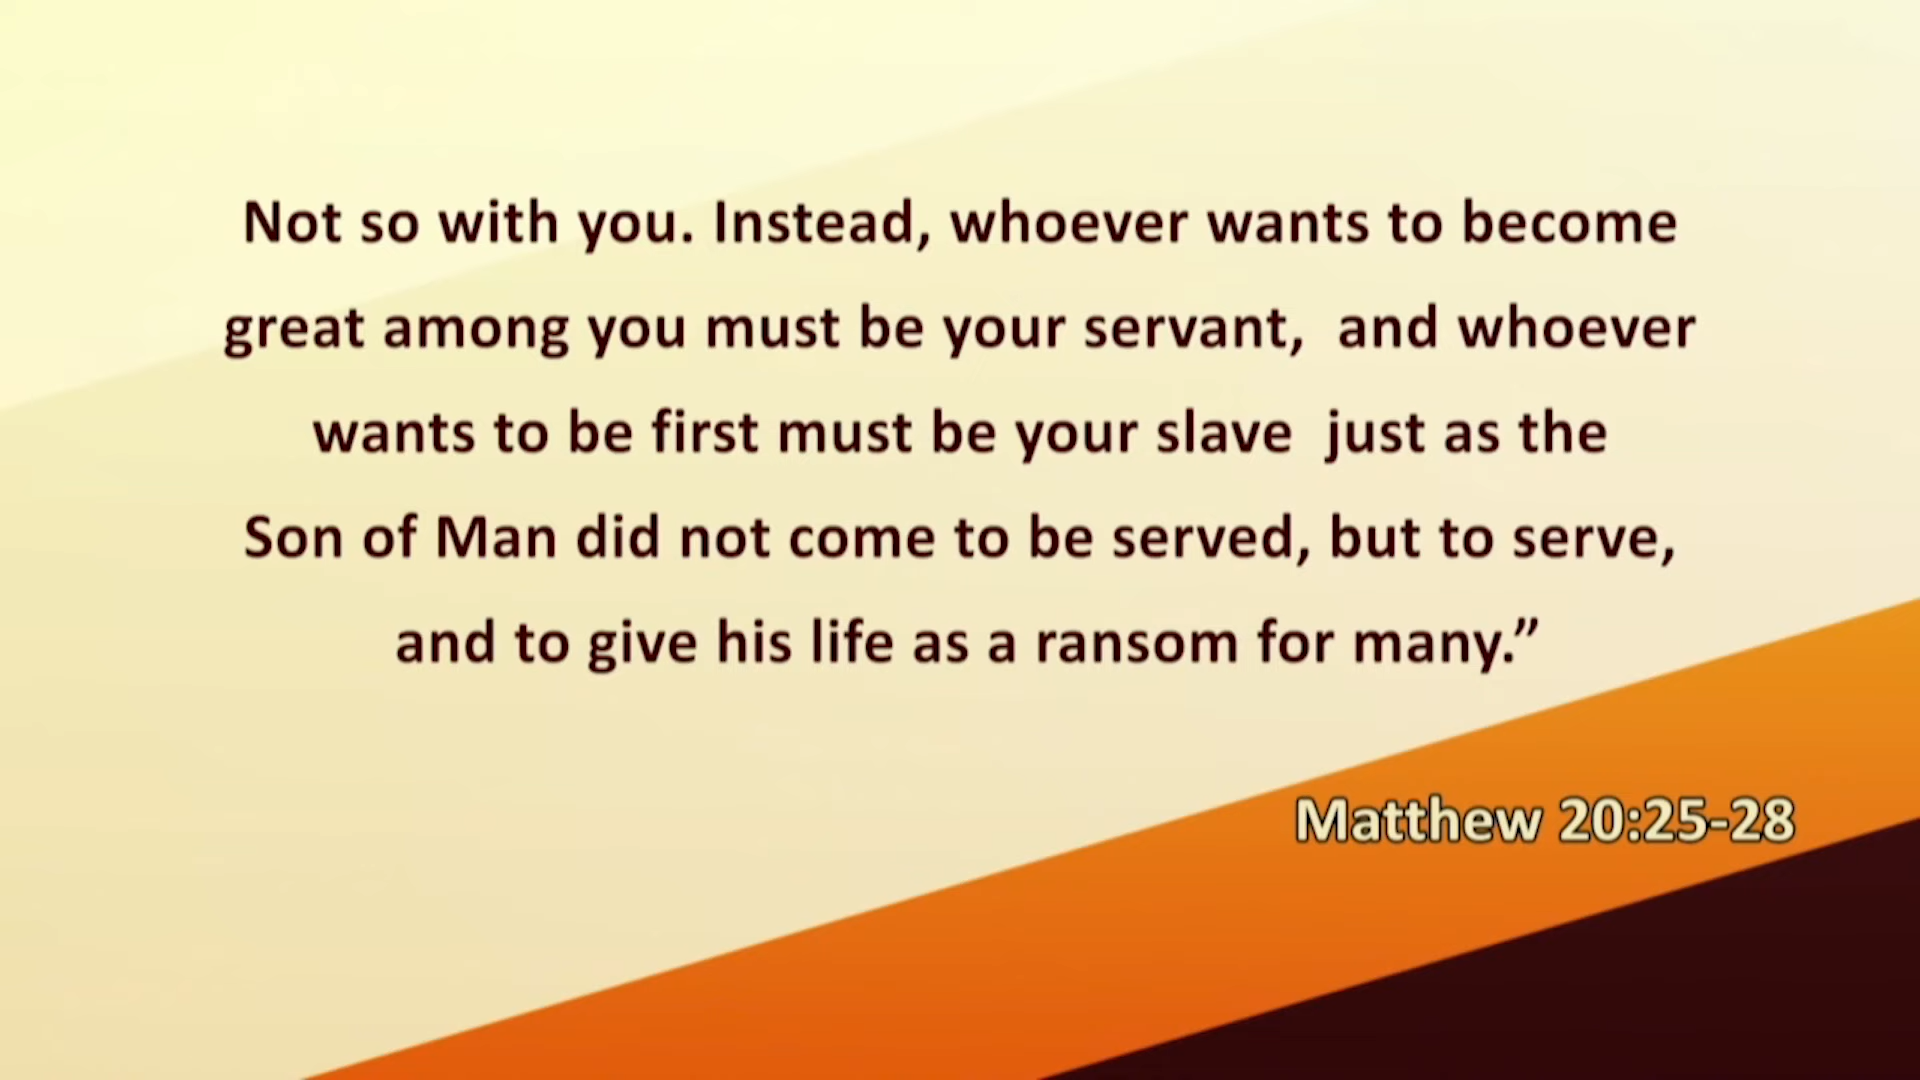 Not so with you. Instead, whoever wants to become
great among you must be your servant,  and whoever
wants to be first must be your slave  just as the
Son of Man did not come to be served, but to serve,
and to give his life as a ransom for many.”
Matthew 20:25-28